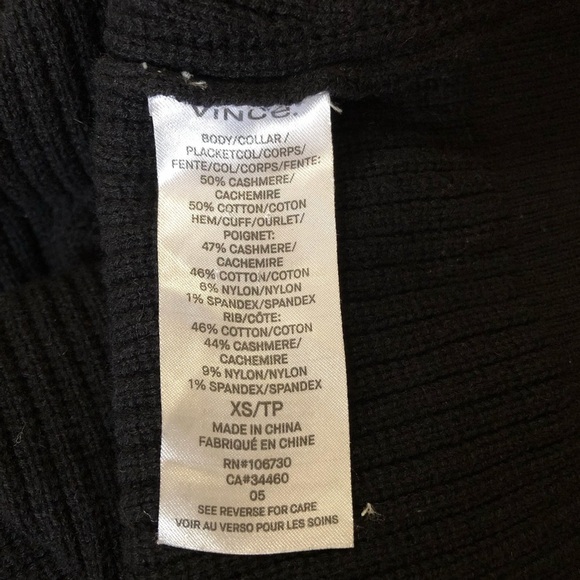 VINCE.
BODY/COLLAR/
PLACKETCOL/CORPS/
FENTE/COL/CORPS/FENTE:
50% CASHMERE/
CACHEMIRE
50% COTTON/COTON
HEM/CUFF/OURLET/
POIGNET:
47% CASHMERE/
CACHEMIRE
46% COTTON/COTON
6% NYLON/NYLON
1% SPANDEX/SPANDEX
RIB/CÔTE:
46% COTTON/COTON
44% CASHMERE/
CACHEMIRE
9% NYLON/NYLON
1% SPANDEX/SPANDEX
XS/TP
MADE IN CHINA
FABRIQUÉ EN CHINE
RN#106730
CA#34460
05
SEE REVERSE FOR CARE
VOIR AU VERSO POUR LES SOINS